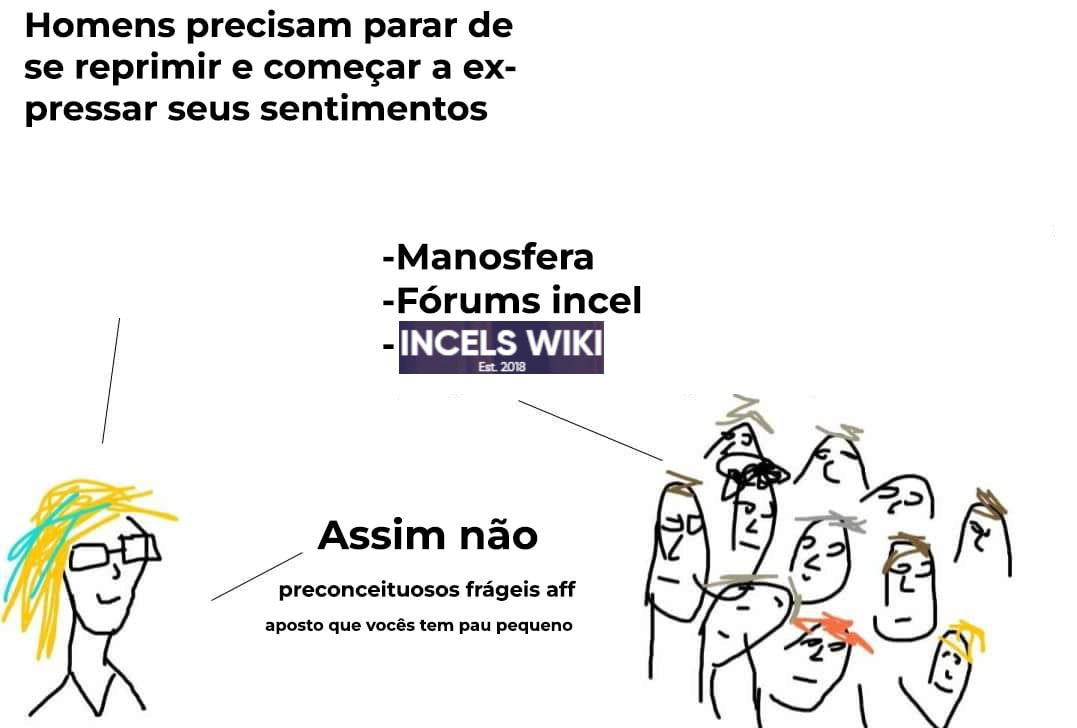 Homens precisam parar de
se reprimir e começar a ex-
pressar seus sentimentos
-Manosfera
-Fórums incel
-INCELS WIKI
Est. 2018
Assim não
preconceituosos frágeis aff
aposto que vocês tem pau pequeno